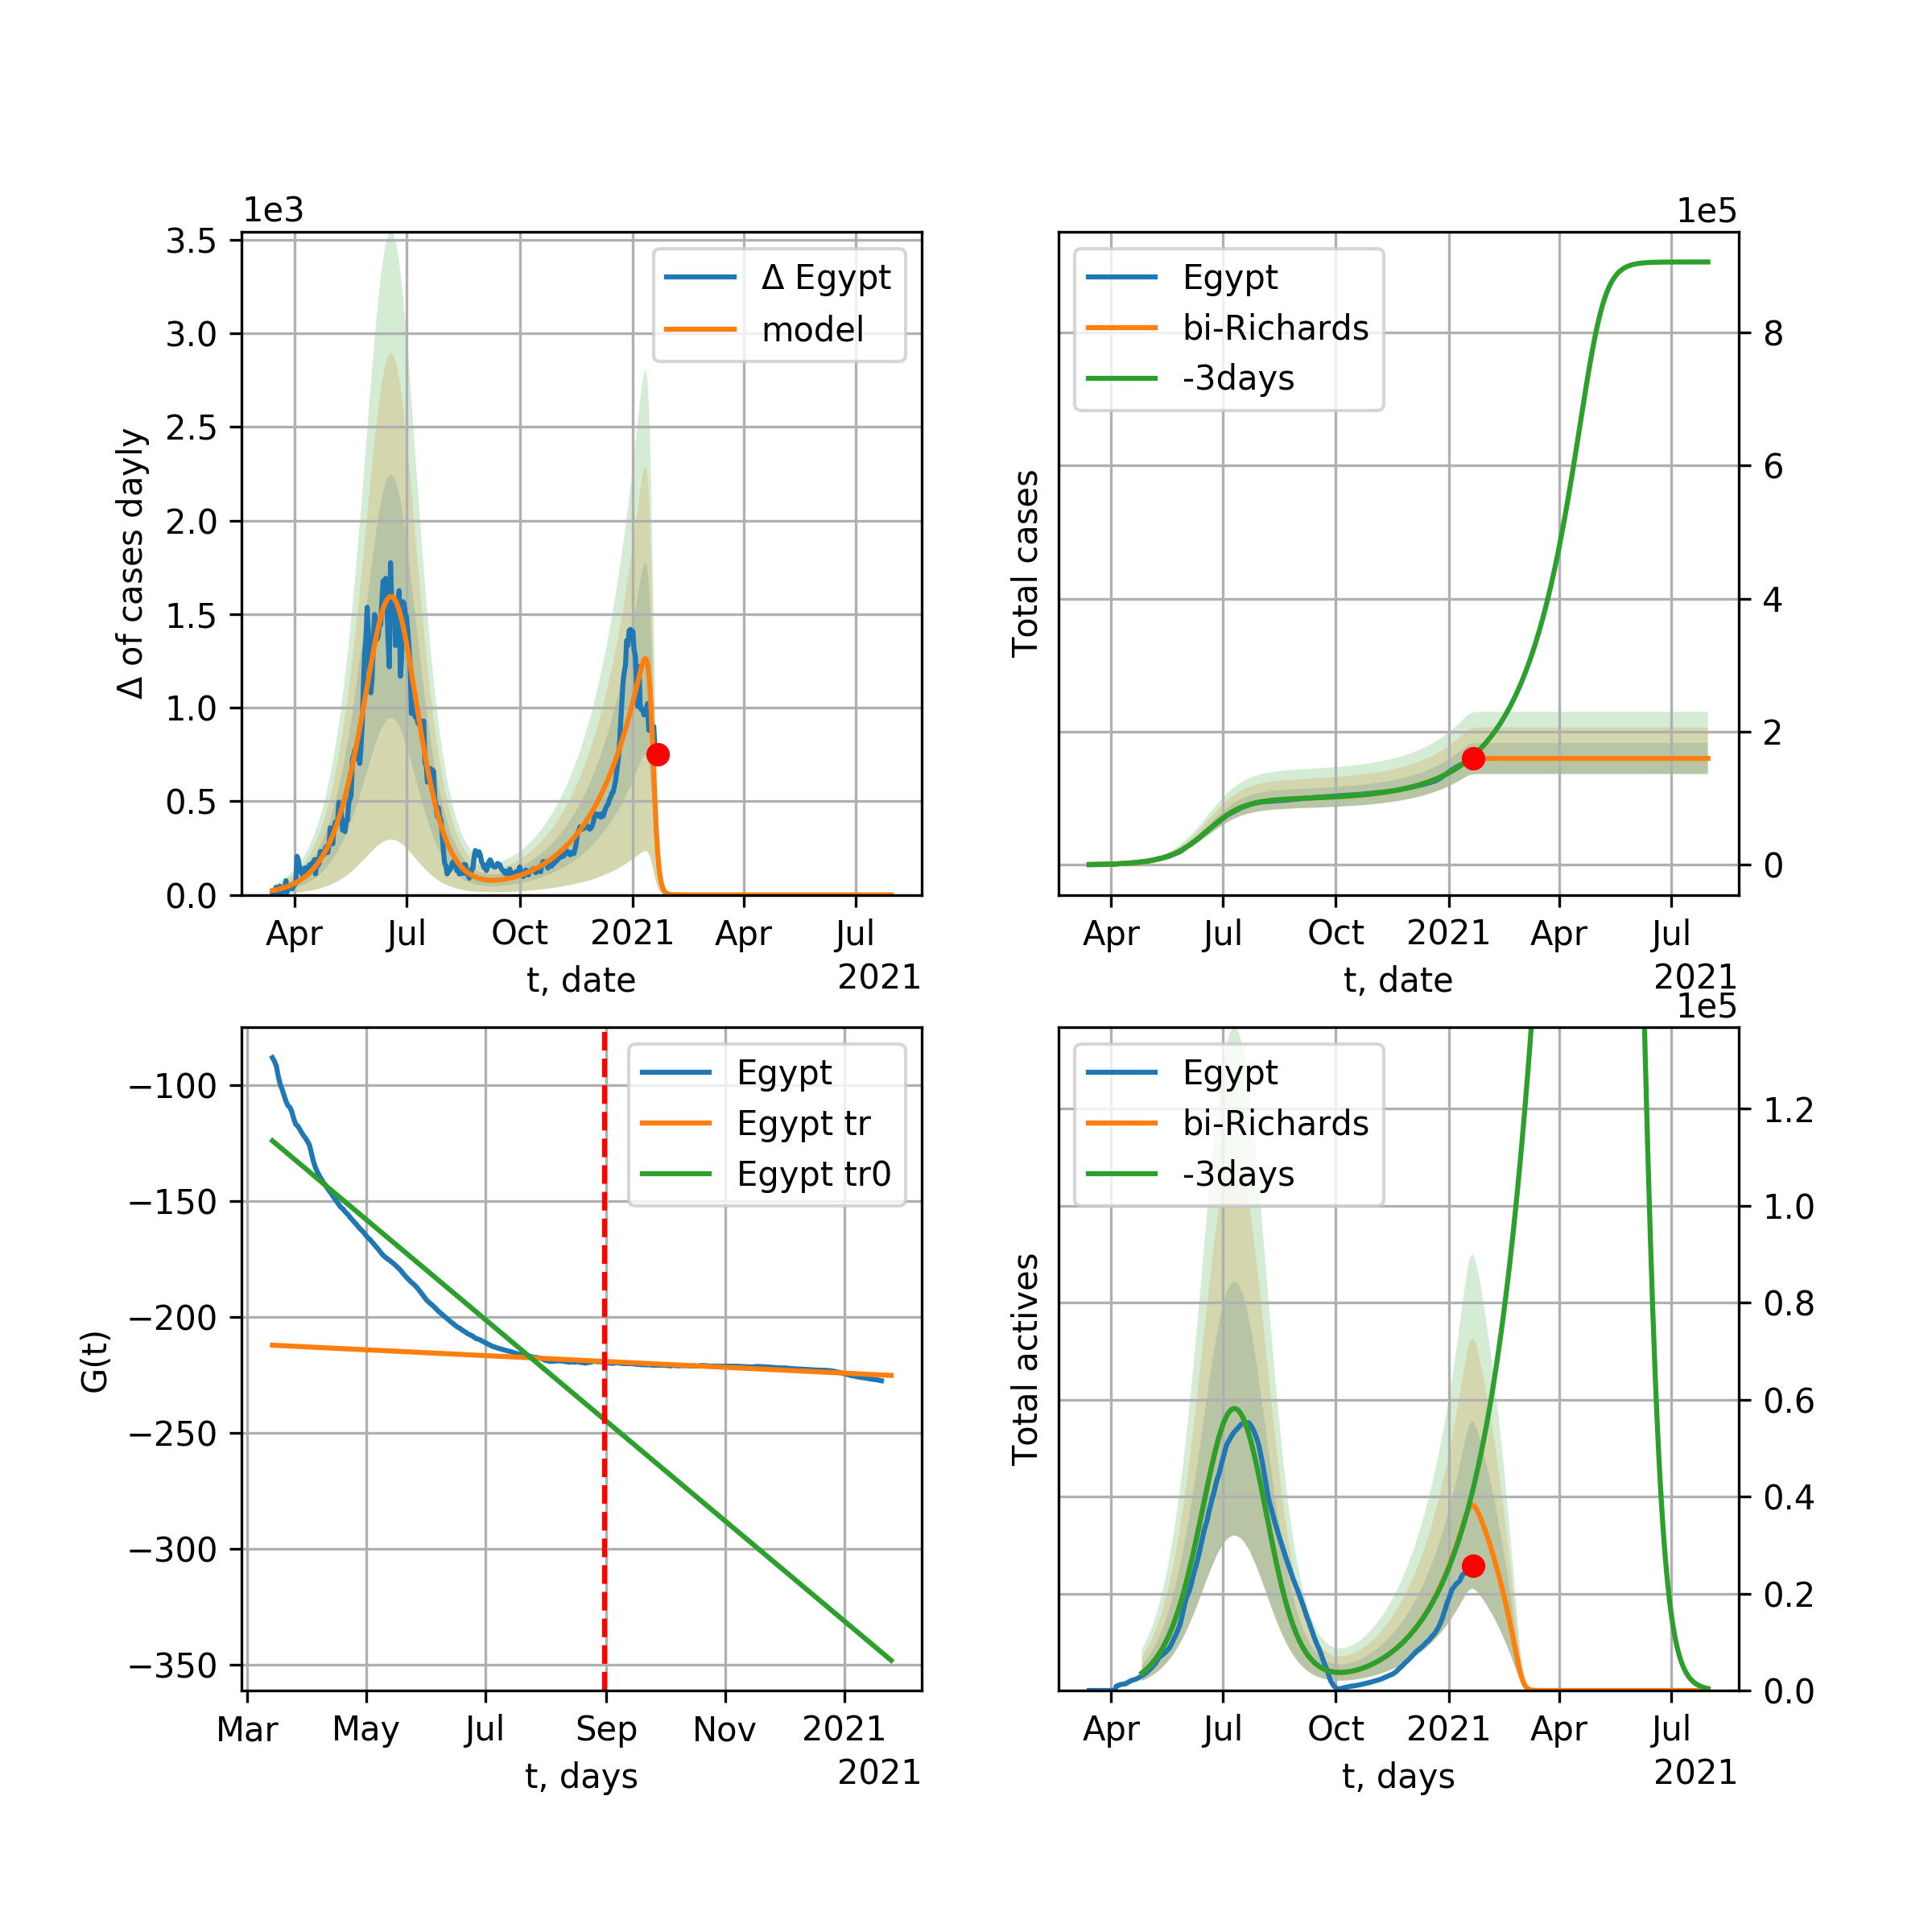 1e3
3.5
3.0
2.5
2.0
1.5
1.0
0.5
0.0
Δ of cases dayly
Δ Egypt
model
Apr Jul Oct 2021 Apr Jul
t, date
2021
1e5
Total cases
Egypt
bi-Richards
-3days
8
6
4
2
0
Apr Jul Oct 2021 Apr Jul
t, date
2021
−100
−150
−200
−250
−300
−350
G(t)
Egypt
Egypt tr
Egypt tr0
Mar May Jul Sep Nov 2021
t, days
2021
1e5
Total actives
Egypt
bi-Richards
-3days
1.2
1.0
0.8
0.6
0.4
0.2
0.0
Apr Jul Oct 2021 Apr Jul
t, days
2021